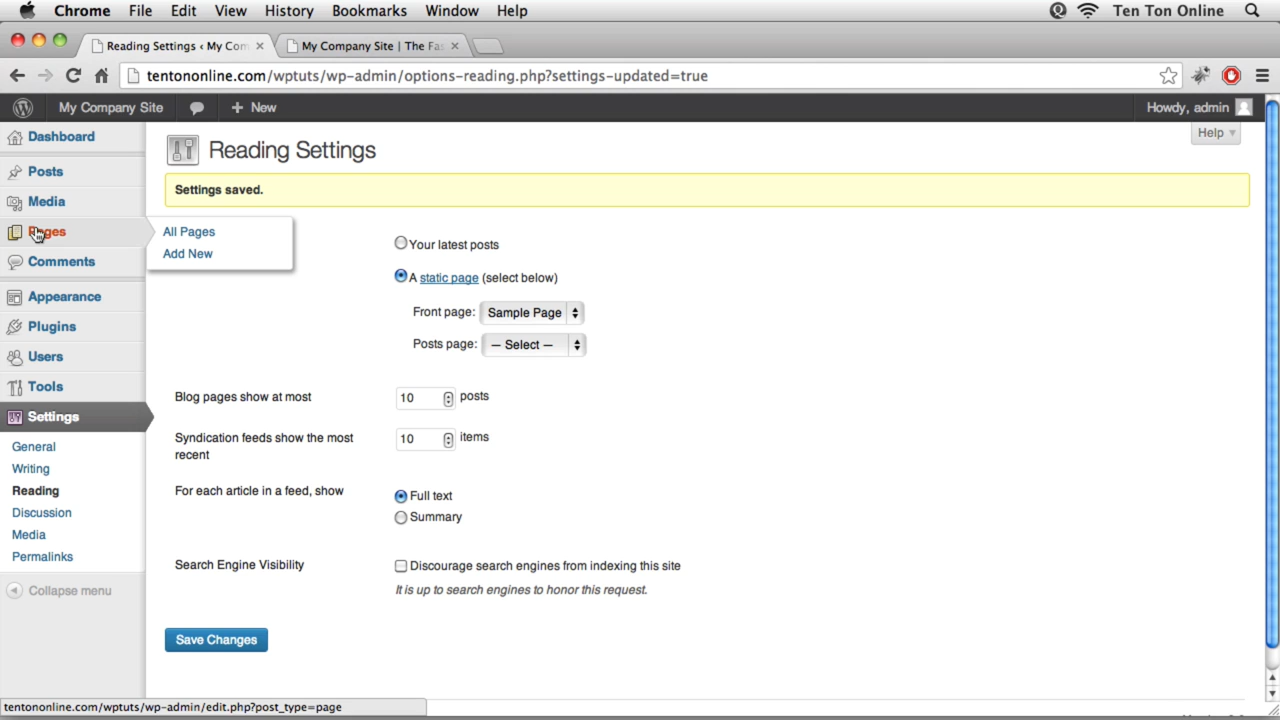 Chrome File Edit View History Bookmarks Window Help Ten Ton Online
Reading Settings ‹ My Com My Company Site | The Fas
tentononline.com/wptuts/wp-admin/options-reading.php?settings-updated=true
My Company Site + New Howdy, admin
Help
Dashboard
Posts
Media
Pages
Comments
Appearance
Plugins
Users
Tools
Settings
General
Writing
Reading
Discussion
Media
Permalinks
Collapse menu
All Pages
Add New
Reading Settings
Settings saved.
Your latest posts
A static page (select below)
Front page: Sample Page
Posts page: — Select —
Blog pages show at most 10 posts
Syndication feeds show the most
recent
10 items
For each article in a feed, show
Full text
Summary
Search Engine Visibility
Discourage search engines from indexing this site
It is up to search engines to honor this request.
Save Changes
tentononline.com/wptuts/wp-admin/edit.php?post_type=page